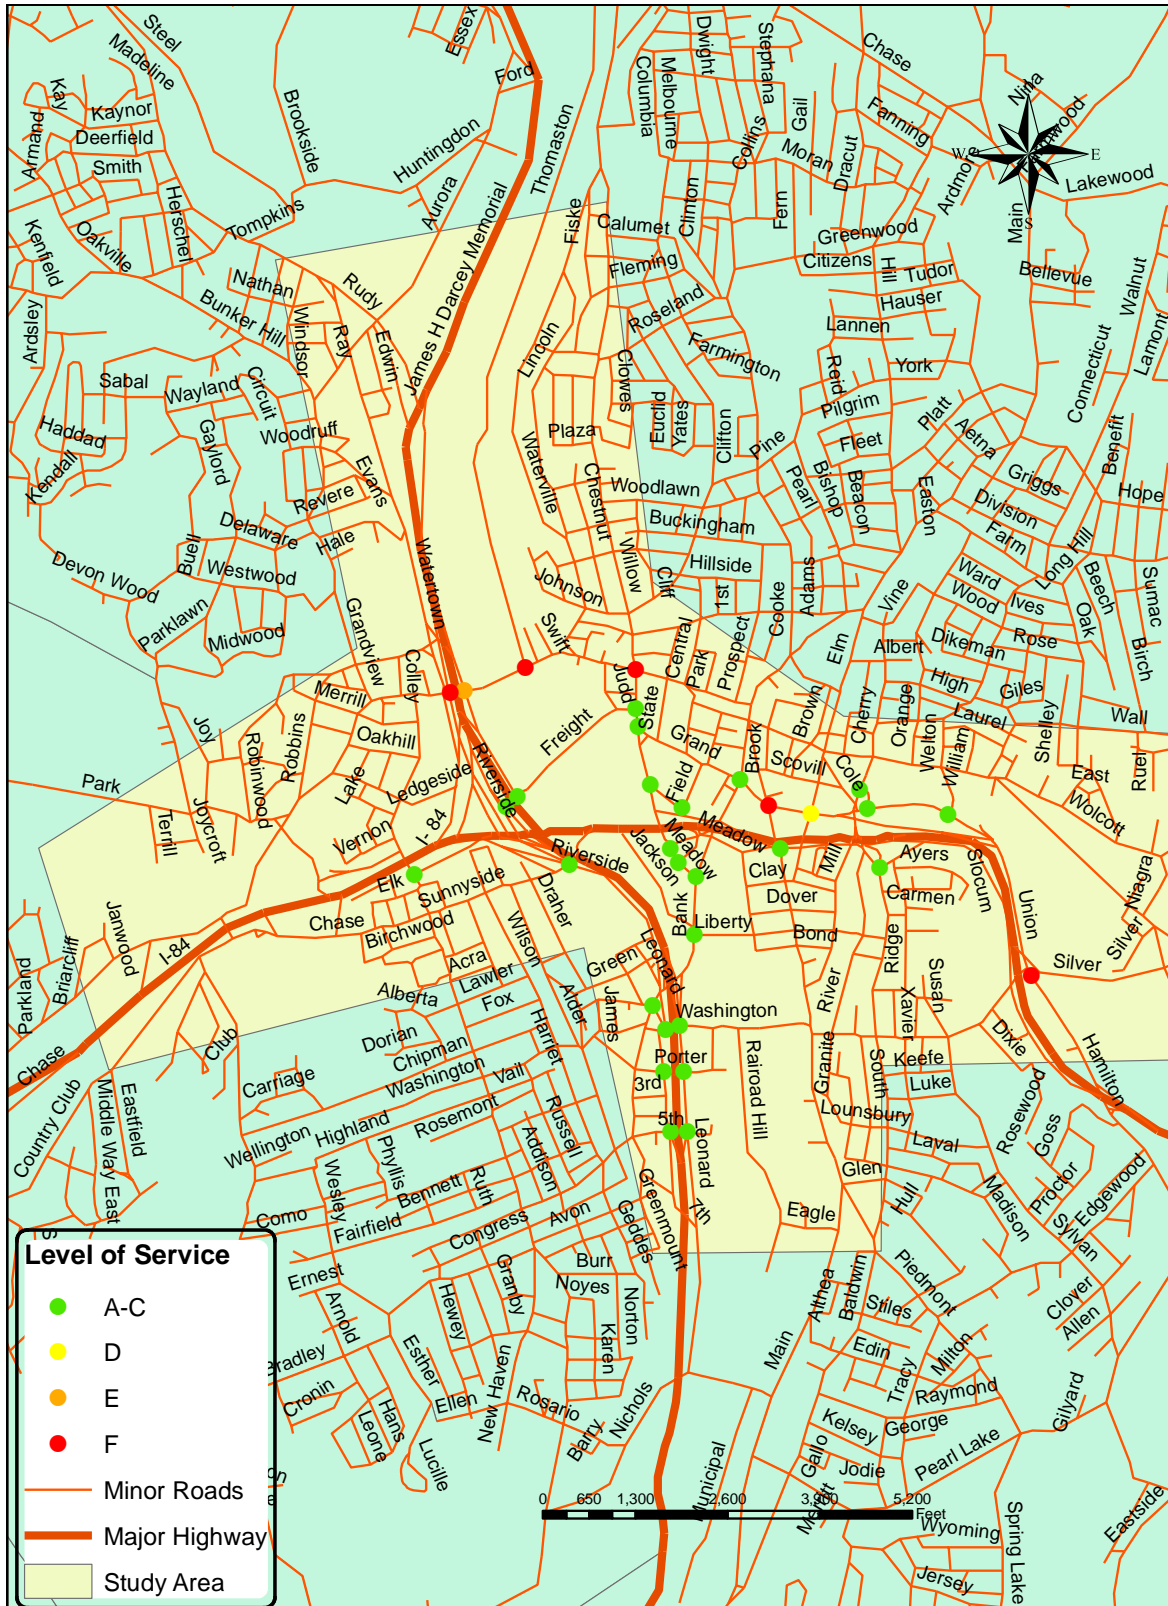 Steel
Madeline
Essex
Ford
Dwight
Stephana
Chase
Nina
Kay
Kaynor
Deerfield
Smith
Armand
Herschel
Brookside
Huntingdon
Aurora
Thomaston
Columbia
Melbourne
Collins
Gail
Moran
Dracut
Fanning
Ardmore
W
E
S
Lakewood
Main
Kenfield
Oakville
Tompkins
James H Darcey Memorial
Fiske
Calumet
Clinton
Fern
Greenwood
Citizens
Hill
Tudor
Bellevue
Walnut
Nathan
Rudy
Fleming
Roseland
Hauser
Ardsley
Bunker Hill
Windsor
Ray
Edwin
Lincoln
Clowes
Farmington
Lannen
Reid
York
Connecticut
Lamont
Sabal
Wayland
Circuit
Haddad
Kendall
Gaylord
Woodruff
Evans
Plaza
Waterville
Chestnut
Euclid
Yates
Clifton
Pine
Pilgrim
Fleet
Platt
Aetna
Benefit
Revere
Woodlawn
Pearl
Bishop
Beacon
Easton
Griggs
Division
Hope
Delaware
Hale
Buckingham
Farm
Long Hill
Buell
Westwood
Devon Wood
Parklawn
Midwood
Watertown
Johnson
Willow
Cliff
Hillside
1st
Cooke
Adams
Vine
Ward
Wood
Ives
Beech
Oak
Sumac
Birch
Grandview
Colley
Swift
Central
Park
Prospect
Elm
Albert
Dikeman
Rose
Merrill
Judd
State
Cherry
Orange
High
Giles
Laurel
Wall
Joy
Robinwood
Robbins
Oakhill
Freight
Grand
Brook
Brown
Scovill
Welton
William
Shelley
Park
Lake
Ledgeside
Riverside
Field
Cole
East
Ruel
Wolcott
Terrill
Joycroft
Vernon
I- 84
Riverside
Jackson
Meadow
Meadow
Clay
Mill
Ayers
Slocum
Elk
Sunnyside
Draher
Dover
Carmen
Union
Niagra
Janwood
I-84
Chase
Birchwood
Wilson
Bank
Liberty
Bond
Ridge
Silver
Silver
Parkland
Briarcliff
Acra
Lawler
Fox
Alberta
Alder
Green
Leonard
James
River
Susan
Xavier
Dixie
Club
Dorian
Chipman
Washington
Harriet
Washington
Chase
Carriage
Vail
Porter
3rd
Railroad Hill
Granite
South
Keefe
Luke
Hamilton
Country Club
Middle Way East
Eastfield
Wellington
Highland
Rosemont
Russell
Addison
5th
Leonard
Lounsbury
Laval
Rosewood
Goss
Phyllis
Wesley
Bennett
Ruth
Glen
Hull
Madison
Proctor
Edgewood
Sylvan
Como
Fairfield
Congress
Avon
Geddes
Greenmount
7th
Eagle
Level of Service
A-C
D
E
F
Minor Roads
Major Highway
Study Area
Ernest
Arnold
Hewey
Granby
Burr
Noyes
Norton
Karen
Althea
Baldwin
Piedmont
Stiles
Clover
Allen
Bradley
Cronin
Esther
Ellen
New Haven
Rosario
Barry
Nichols
Main
Edin
Tracy
Milton
Raymond
George
Gilyard
Leone
Hans
Lucille
Municipal
Kelsey
Gallo
Jodie
Pearl Lake
0 650 1,300 2,600 3,900 5,200
Feet
Merritt
Wyoming
Jersey
Spring Lake
Eastside